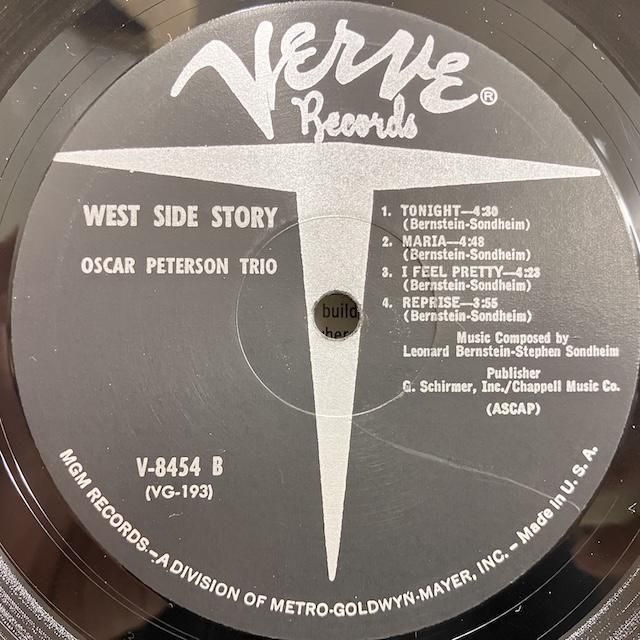 Verve®
Records
WEST SIDE STORY
OSCAR PETERSON TRIO
1. TONIGHT—4:30
(Bernstein-Sondheim)
2. MARIA—4:48
(Bernstein-Sondheim)
3. I FEEL PRETTY—4:23
(Bernstein-Sondheim)
4. REPRISE—3:55
(Bernstein-Sondheim)
Music Composed by
Leonard Bernstein-Stephen Sondheim
Publisher
G. Schirmer, Inc./Chappell Music Co.
(ASCAP)
build
V-8454 B
(VG-193)
MGM RECORDS—A DIVISION OF METRO-GOLDWYN-MAYER, INC. – Made in U. S. A.